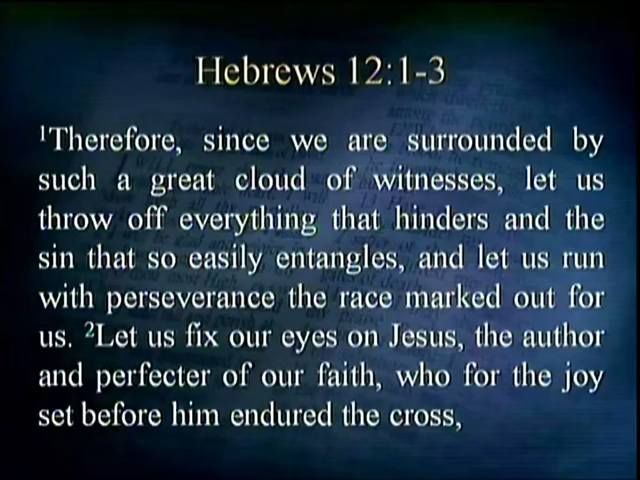 Hebrews 12:1-3
¹Therefore, since we are surrounded by
such a great cloud of witnesses, let us
throw off everything that hinders and the
sin that so easily entangles, and let us run
with perseverance the race marked out for
us. ²Let us fix our eyes on Jesus, the author
and perfecter of our faith, who for the joy
set before him endured the cross,